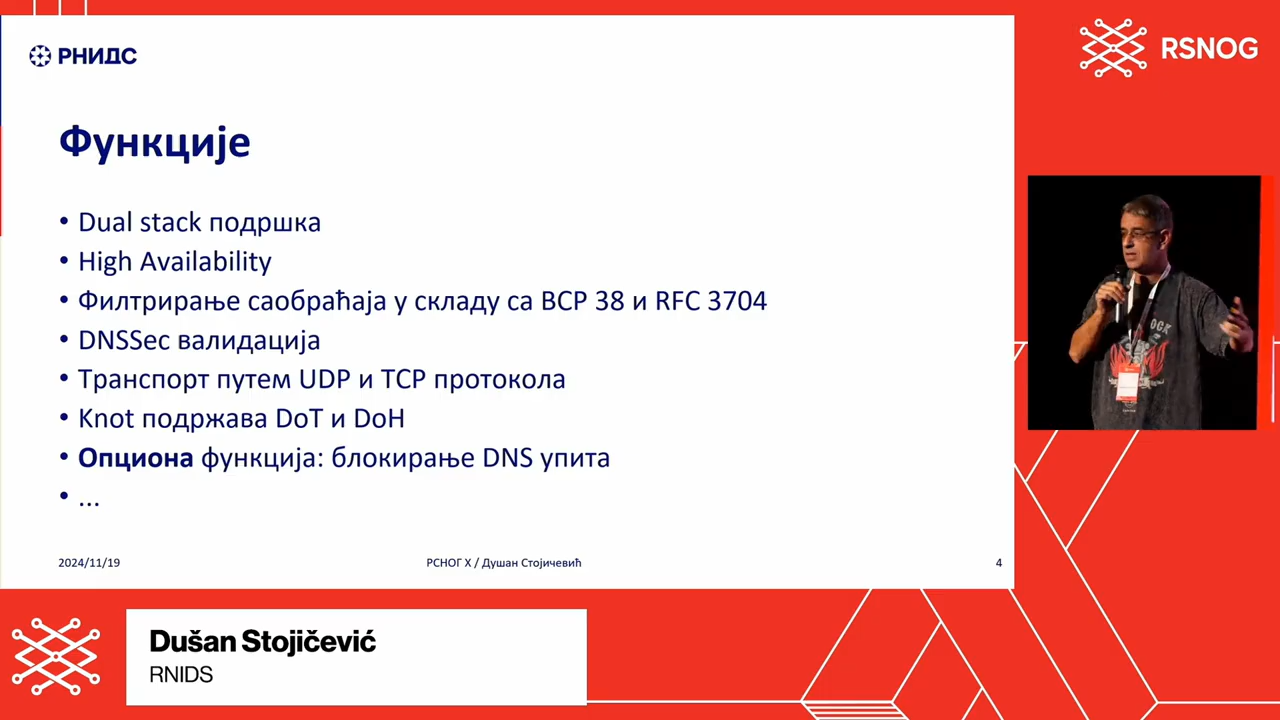 РНИДС
RSNOG
Функције
• Dual stack подршка
• High Availability
• Филтрирање саобраћаја у складу са BCP 38 и RFC 3704
• DNSSec валидација
• Транспорт путем UDP и TCP протокола
• Knot подржава DoT и DoH
• Опциона функција: блокирање DNS упита
• ...
2024/11/19
РСНОГ X / Душан Стојичевић
4
Dušan Stojičević
RNIDS